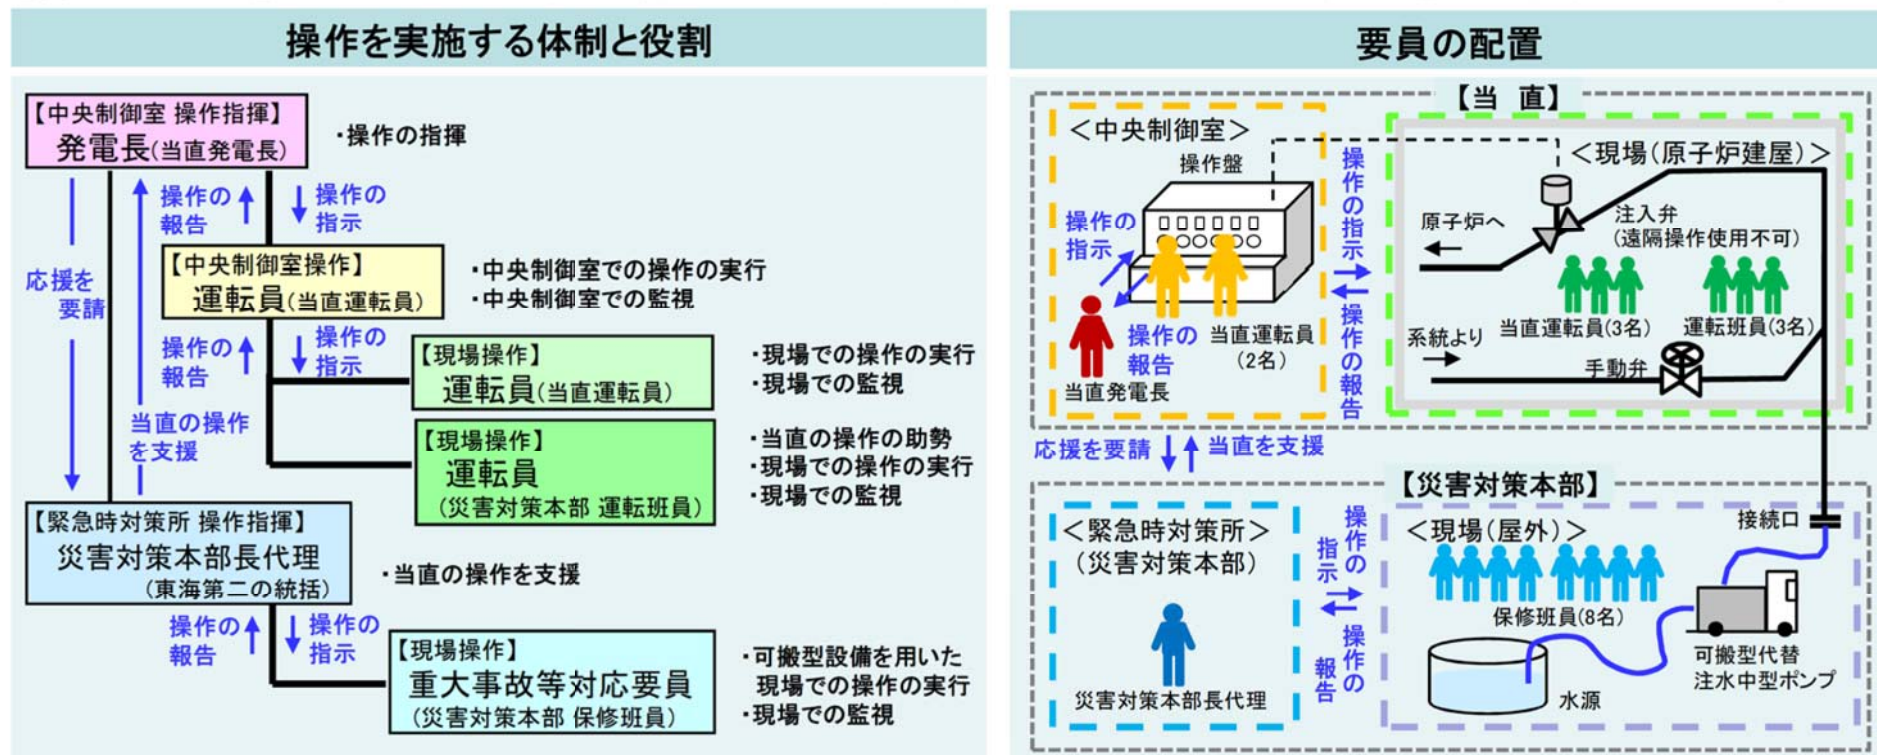 操作を実施する体制と役割
【中央制御室 操作指揮】
発電長(当直発電長)
・操作の指揮
操作の
報告
操作の
指示
応援を
要請
【中央制御室操作】
運転員(当直運転員)
・中央制御室での操作の実行
・中央制御室での監視
操作の
報告
操作の
指示
【現場操作】
運転員(当直運転員)
・現場での操作の実行
・現場での監視
当直の操作
を支援
【現場操作】
運転員
(災害対策本部 運転班員)
・当直の操作の助勢
・現場での操作の実行
・現場での監視
【緊急時対策所 操作指揮】
災害対策本部長代理
(東海第二の統括)
・当直の操作を支援
操作の
報告
操作の
指示
【現場操作】
重大事故等対応要員
(災害対策本部 保修班員)
・可搬型設備を用いた
現場での操作の実行
・現場での監視
要員の配置
【当 直】
<中央制御室>
操作盤
操作の
指示
操作の
報告
当直運転員
(2名)
当直発電長
操作の指示
操作の報告
<現場(原子炉建屋)>
原子炉へ
注入弁
(遠隔操作使用不可)
当直運転員(3名)
運転班員(3名)
系統より
手動弁
応援を要請
当直を支援
【災害対策本部】
<緊急時対策所>
(災害対策本部)
災害対策本部長代理
操作の
指示
操作の
報告
<現場(屋外)>
接続口
保修班員(8名)
可搬型代替
注水中型ポンプ
水源